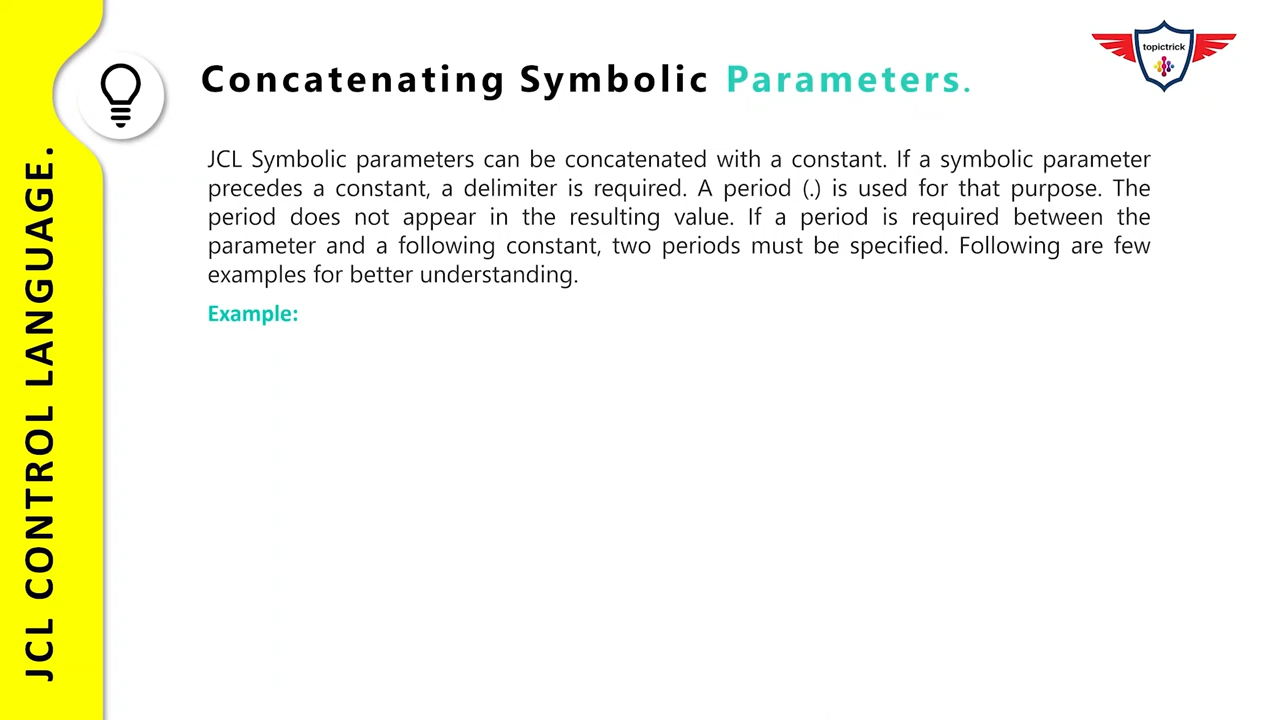 topictrick
Concatenating Symbolic Parameters.
JCL Symbolic parameters can be concatenated with a constant. If a symbolic parameter
precedes a constant, a delimiter is required. A period (.) is used for that purpose. The
period does not appear in the resulting value. If a period is required between the
parameter and a following constant, two periods must be specified. Following are few
examples for better understanding.
Example:
JCL CONTROL LANGUAGE.